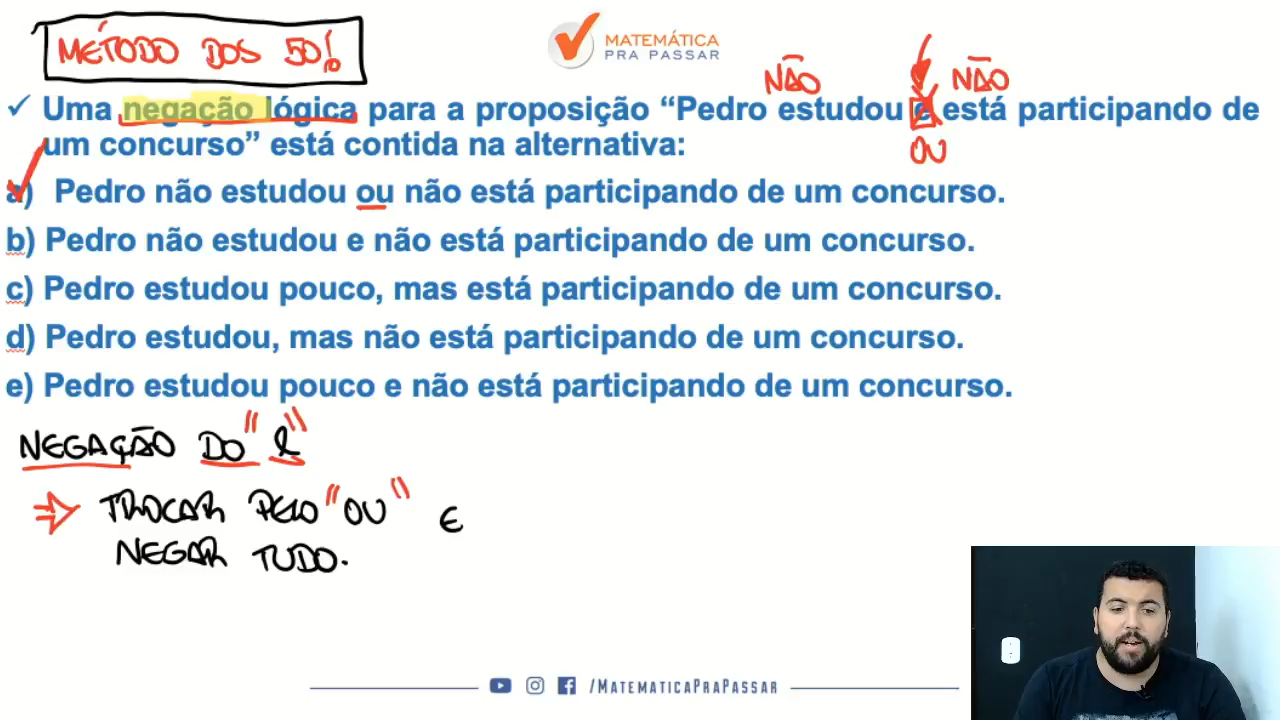 MÉTODO DOS 50!
MATEMÁTICA
PRA PASSAR
NÃO NÃO
✓ Uma negação lógica para a proposição “Pedro estudou e está participando de
um concurso” está contida na alternativa:
OU
a) Pedro não estudou ou não está participando de um concurso.
b) Pedro não estudou e não está participando de um concurso.
c) Pedro estudou pouco, mas está participando de um concurso.
d) Pedro estudou, mas não está participando de um concurso.
e) Pedro estudou pouco e não está participando de um concurso.
NEGAÇÃO DO "e"
⇒ TROCAR PELO "OU" E
NEGAR TUDO.
/MATEMATICAPRAPASSAR